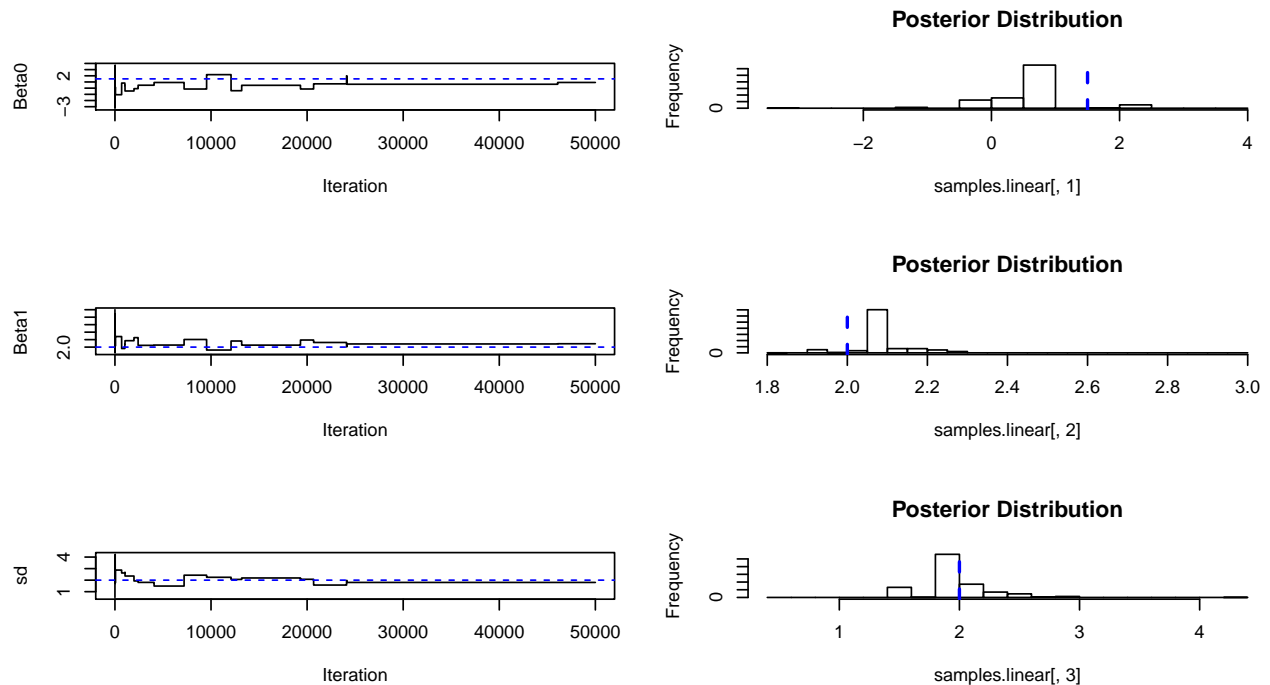 Beta0
2
−3
0 10000 20000 30000 40000 50000
Iteration
Posterior Distribution
Frequency
0
−2 0 2 4
samples.linear[, 1]
Beta1
2.0
0 10000 20000 30000 40000 50000
Iteration
Posterior Distribution
Frequency
0
1.8 2.0 2.2 2.4 2.6 2.8 3.0
samples.linear[, 2]
sd
4
1
0 10000 20000 30000 40000 50000
Iteration
Posterior Distribution
Frequency
0
1 2 3 4
samples.linear[, 3]